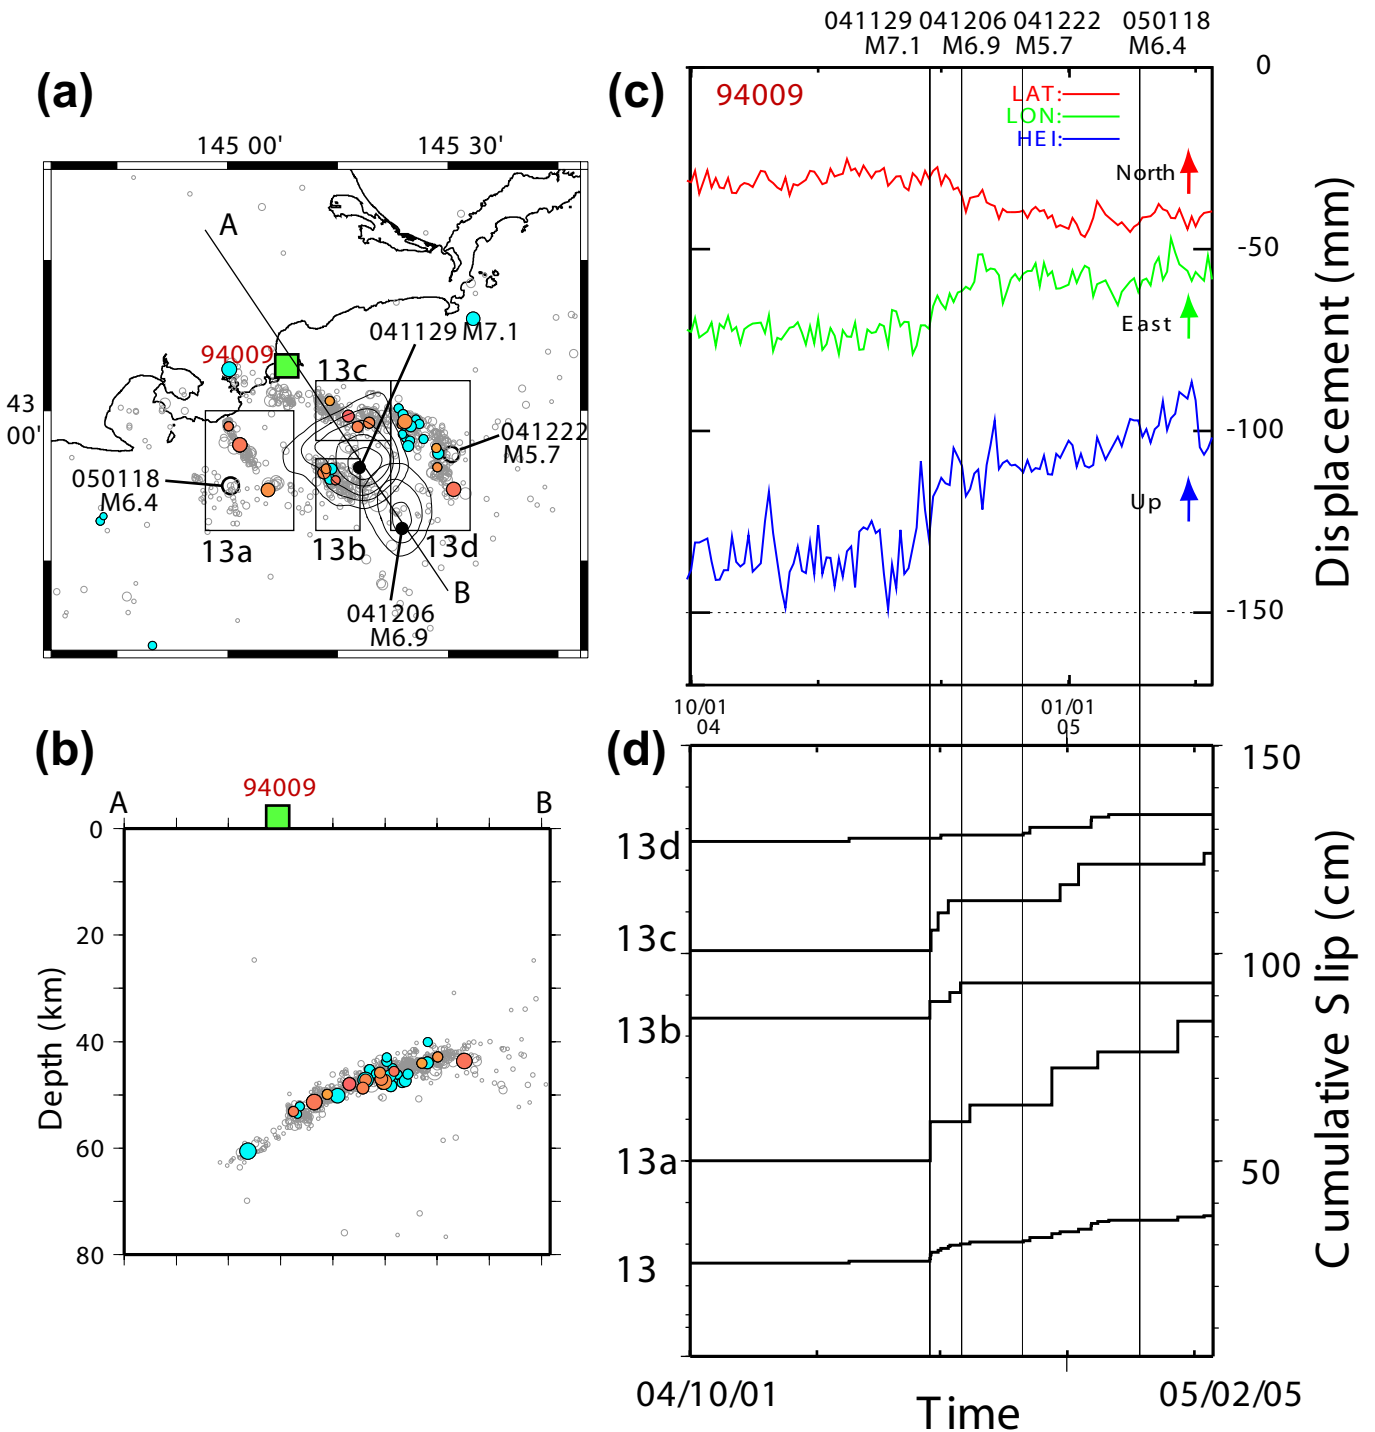 (a)
145 00'
145 30'
A
041129 M7.1
94009
13c
43
00'
041222
M5.7
050118
M6.4
13a
13b
13d
B
041206
M6.9
(b)
94009
A
B
0
20
40
60
80
Depth (km)
041129 041206 041222 050118
M7.1 M6.9 M5.7 M6.4
(c)
94009
LAT:
LON:
HEI:
North
East
Up
0
-50
-100
-150
Displacement (mm)
10/01
04
01/01
05
(d)
13d
13c
13b
13a
13
150
100
50
Cumulative Slip (cm)
04/10/01
05/02/05
Time